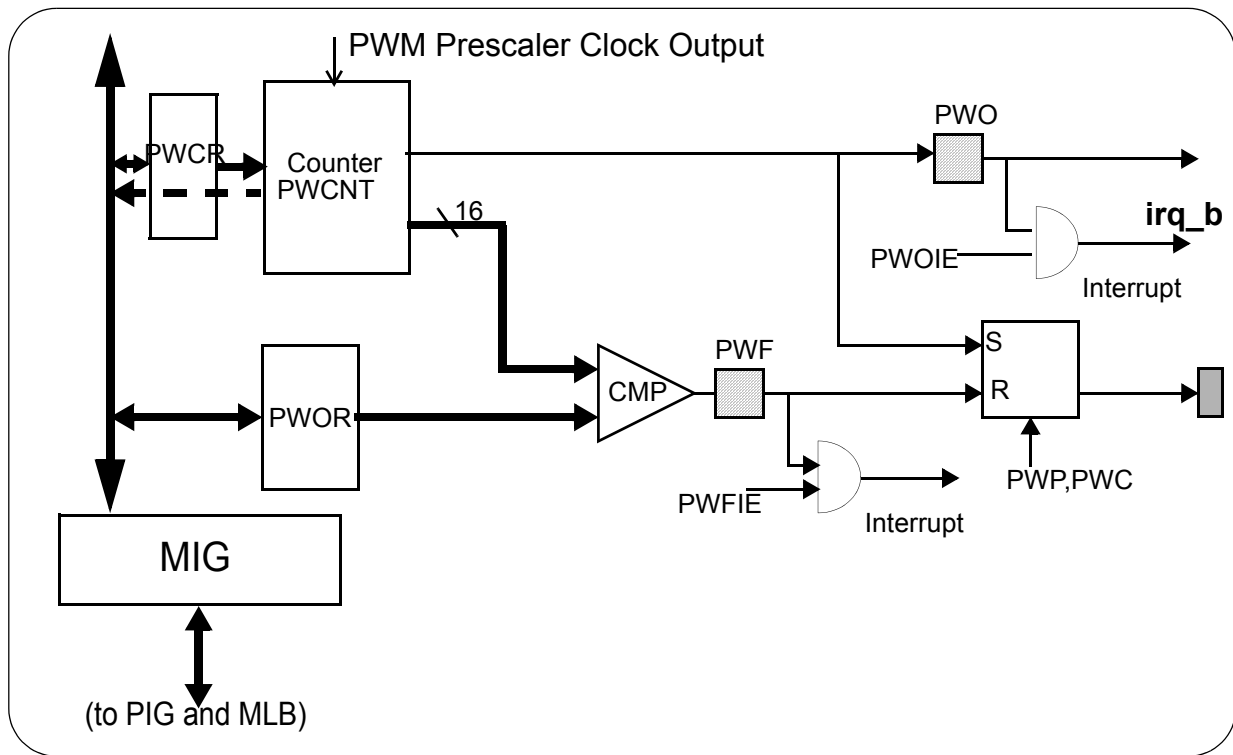 PWM Prescaler Clock Output
PWO
PWCR
Counter
PWCNT
16
irq_b
PWOIE
Interrupt
S
PWF
CMP
R
PWOR
PWP,PWC
PWFIE
Interrupt
MIG
(to PIG and MLB)